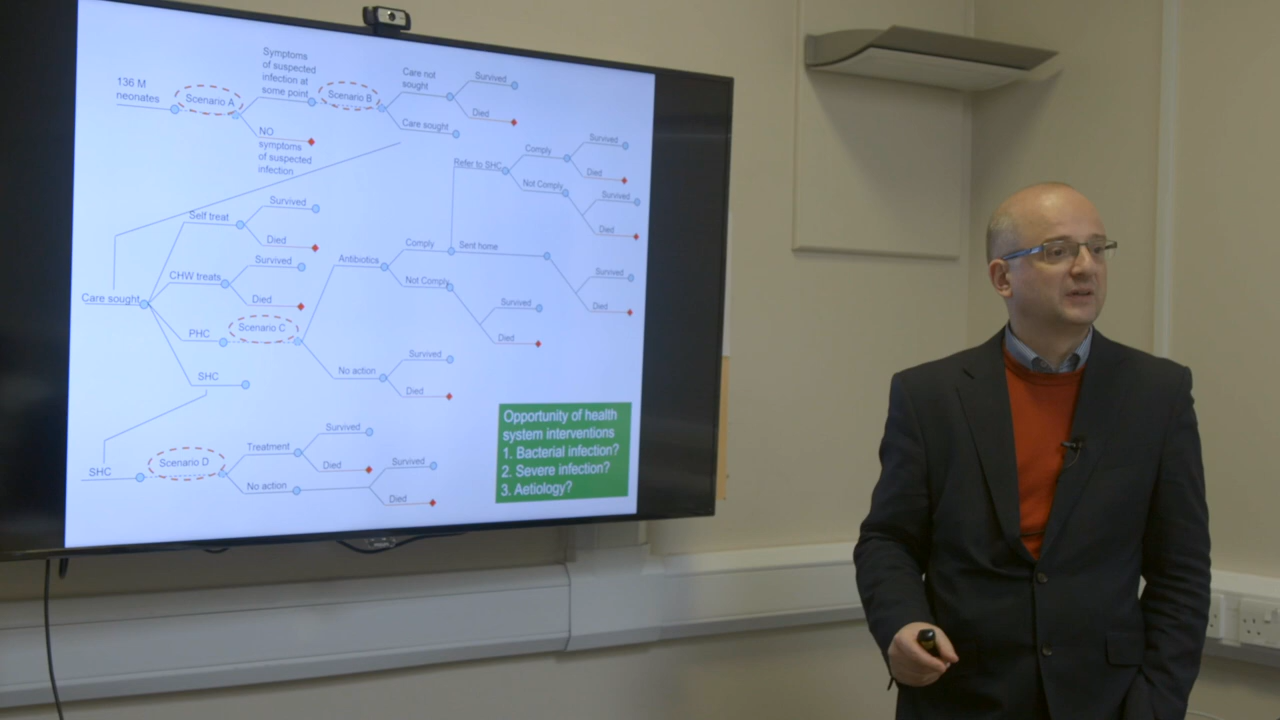 136 M
neonates
Scenario A
Symptoms
of suspected
infection at
some point
NO
symptoms
of suspected
infection
Scenario B
Care not
sought
Survived
Died
Care sought
Refer to SHC
Comply
Survived
Died
Not Comply
Survived
Died
Care sought
Self treat
Survived
Died
CHW treats
Survived
Died
PHC
Scenario C
Antibiotics
Comply
Sent home
Survived
Died
Not Comply
Survived
Died
No action
Survived
Died
SHC
SHC
Scenario D
Treatment
Survived
Died
No action
Survived
Died
Opportunity of health
system interventions
1. Bacterial infection?
2. Severe infection?
3. Aetiology?